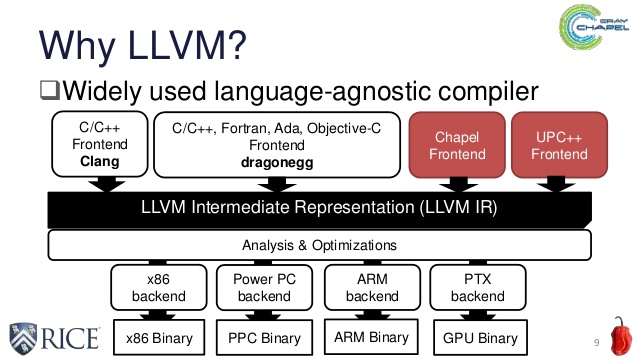 CRAY
CHAPEL
Why LLVM?
❑Widely used language-agnostic compiler
C/C++
Frontend
Clang
C/C++, Fortran, Ada, Objective-C
Frontend
dragonegg
Chapel
Frontend
UPC++
Frontend
LLVM Intermediate Representation (LLVM IR)
Analysis & Optimizations
x86
backend
Power PC
backend
ARM
backend
PTX
backend
x86 Binary
PPC Binary
ARM Binary
GPU Binary
RICE
9